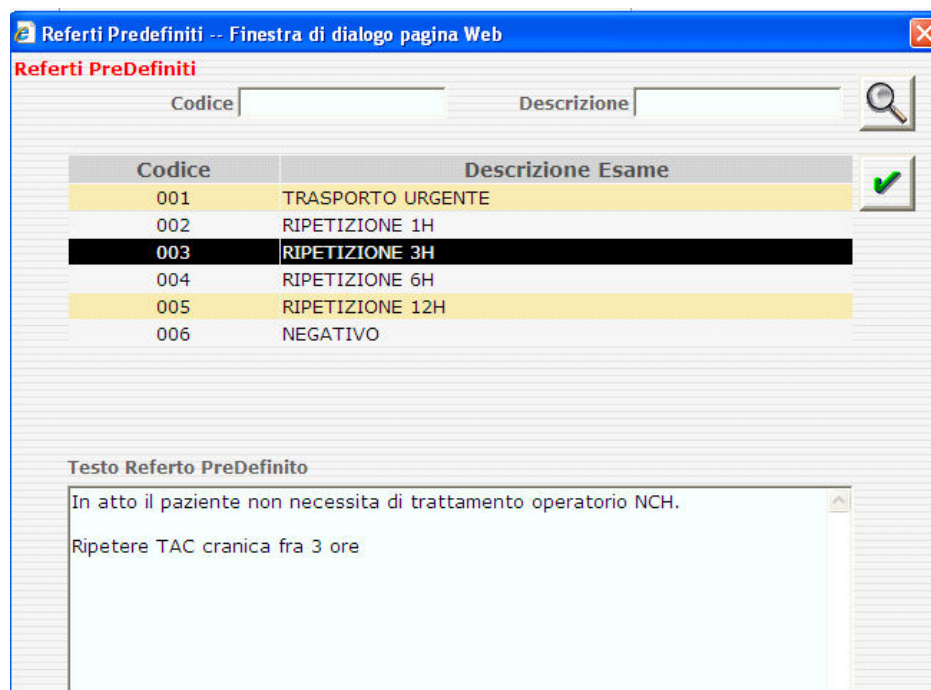 Referti Predefiniti -- Finestra di dialogo pagina Web
Referti PreDefiniti
Codice Descrizione
Codice Descrizione Esame
001 TRASPORTO URGENTE
002 RIPETIZIONE 1H
003 RIPETIZIONE 3H
004 RIPETIZIONE 6H
005 RIPETIZIONE 12H
006 NEGATIVO
Testo Referto PreDefinito
In atto il paziente non necessita di trattamento operatorio NCH.
Ripetere TAC cranica fra 3 ore